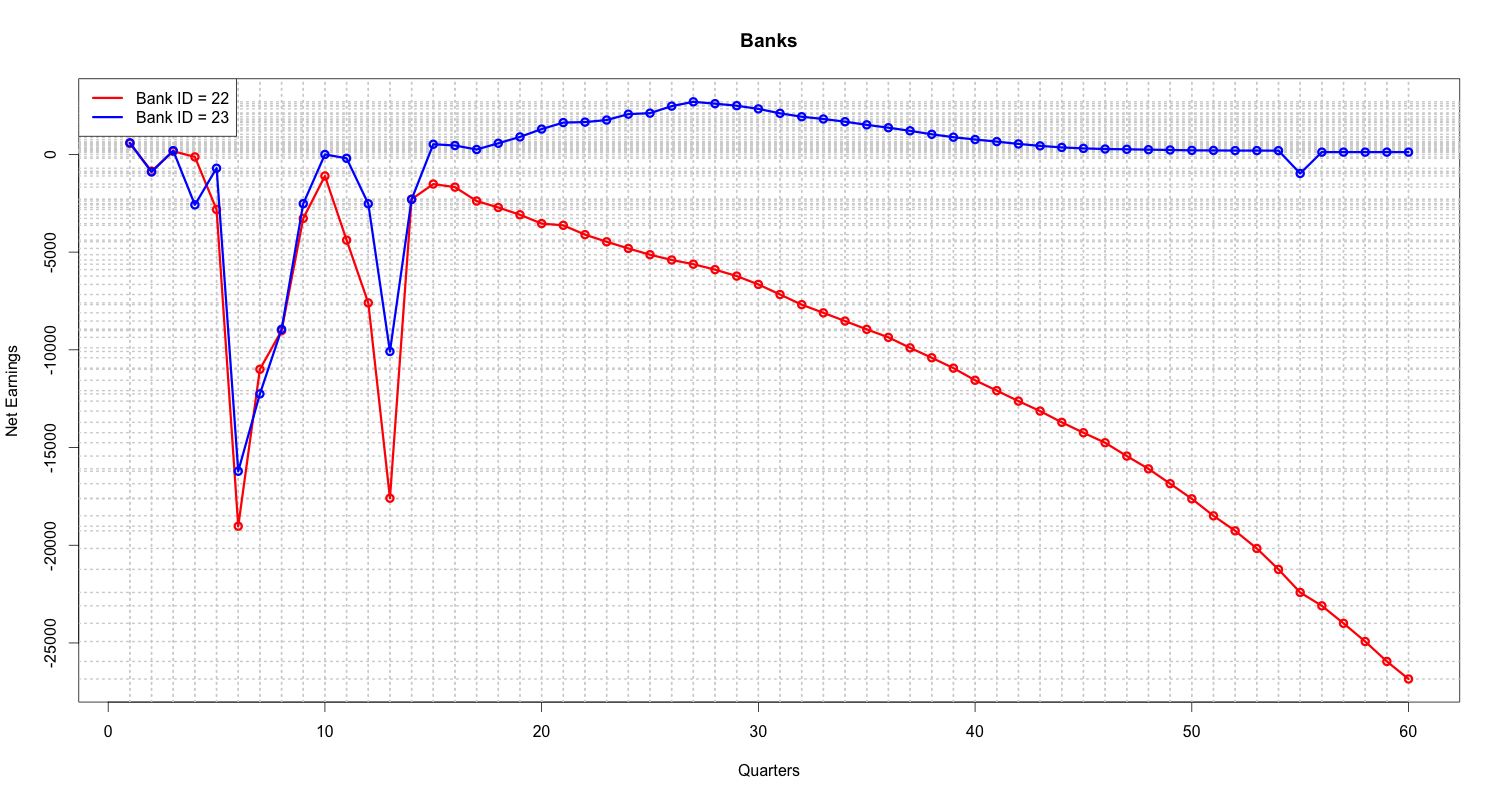 Banks
Bank ID = 22
Bank ID = 23
Net Earnings
0
-5000
-10000
-15000
-20000
-25000
0 10 20 30 40 50 60
Quarters